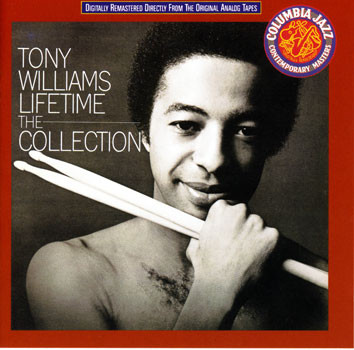 DIGITALLY REMASTERED DIRECTLY FROM THE ORIGINAL ANALOG TAPES
COLUMBIA JAZZ
CONTEMPORARY MASTERS
TONY
WILLIAMS
LIFETIME
THE
COLLECTION